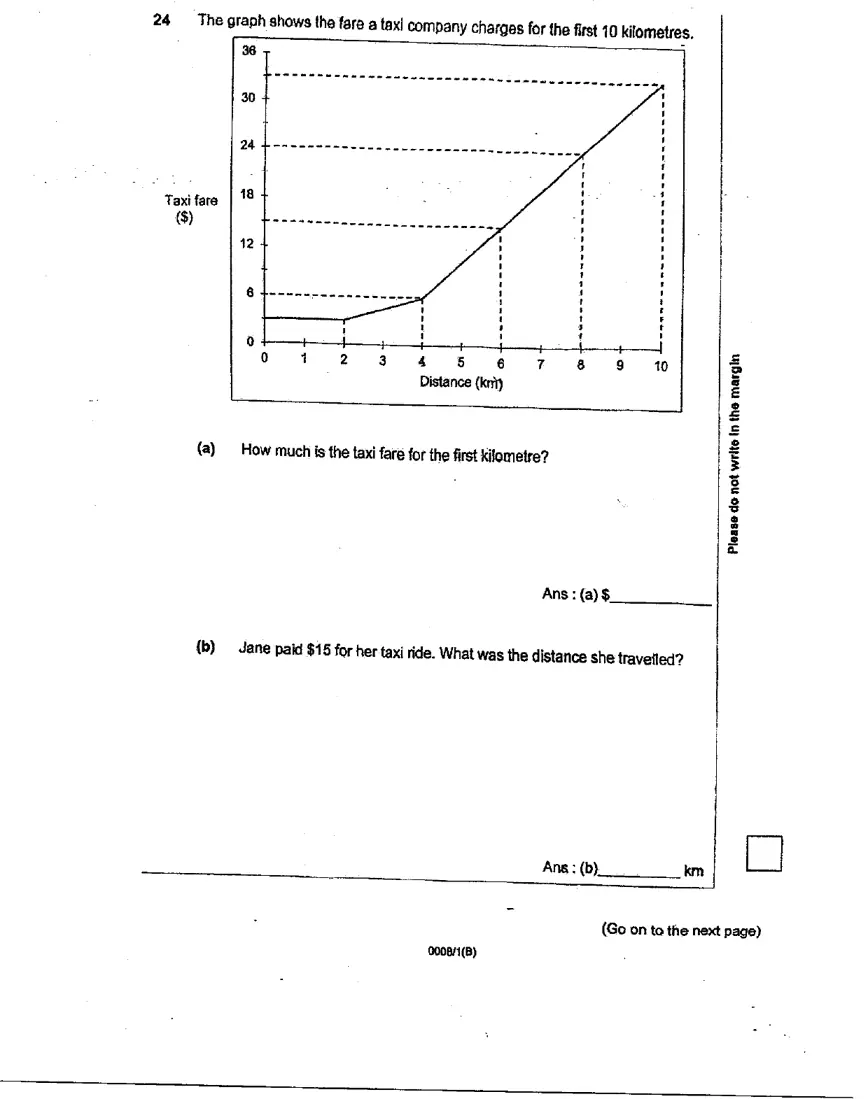 24 The graph shows the fare a taxi company charges for the first 10 kilometres.
36
30
24
18
12
6
0
Taxi fare
($)
0 1 2 3 4 5 6 7 8 9 10
Distance (km)
(a) How much is the taxi fare for the first kilometre?
Ans : (a) $
(b) Jane paid $15 for her taxi ride. What was the distance she travelled?
Ans : (b) km
Please do not write in the margin
(Go on to the next page)
0008/1(B)